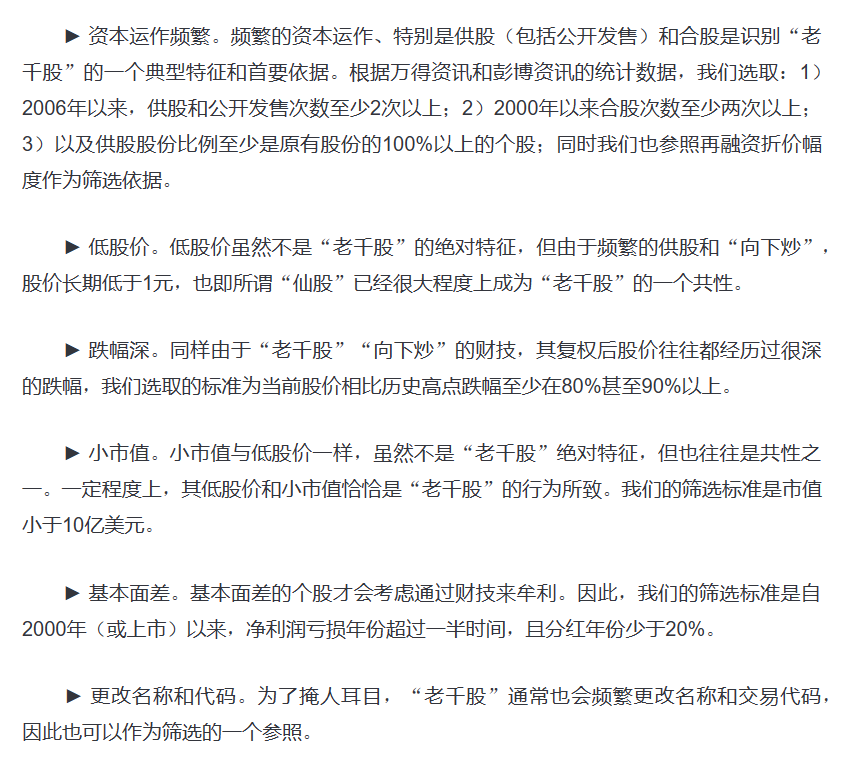 ► 资本运作频繁。频繁的资本运作、特别是供股（包括公开发售）和合股是识别“老
千股”的一个典型特征和首要依据。根据万得资讯和彭博资讯的统计数据，我们选取：1）
2006年以来，供股和公开发售次数至少2次以上；2）2000年以来合股次数至少两次以上；
3）以及供股股份比例至少是原有股份的100%以上的个股；同时我们也参照再融资折价幅
度作为筛选依据。
► 低股价。低股价虽然不是“老千股”的绝对特征，但由于频繁的供股和“向下炒”，
股价长期低于1元，也即所谓“仙股”已经很大程度上成为“老千股”的一个共性。
► 跌幅深。同样由于“老千股”“向下炒”的财技，其复权后股价往往都经历过很深
的跌幅，我们选取的标准为当前股价相比历史高点跌幅至少在80%甚至90%以上。
► 小市值。小市值与低股价一样，虽然不是“老千股”绝对特征，但也往往是共性之
一。一定程度上，其低股价和小市值恰恰是“老千股”的行为所致。我们的筛选标准是市值
小于10亿美元。
► 基本面差。基本面差的个股才会考虑通过财技来牟利。因此，我们的筛选标准是自
2000年（或上市）以来，净利润亏损年份超过一半时间，且分红年份少于20%。
► 更改名称和代码。为了掩人耳目，“老千股”通常也会频繁更改名称和交易代码，
因此也可以作为筛选的一个参照。